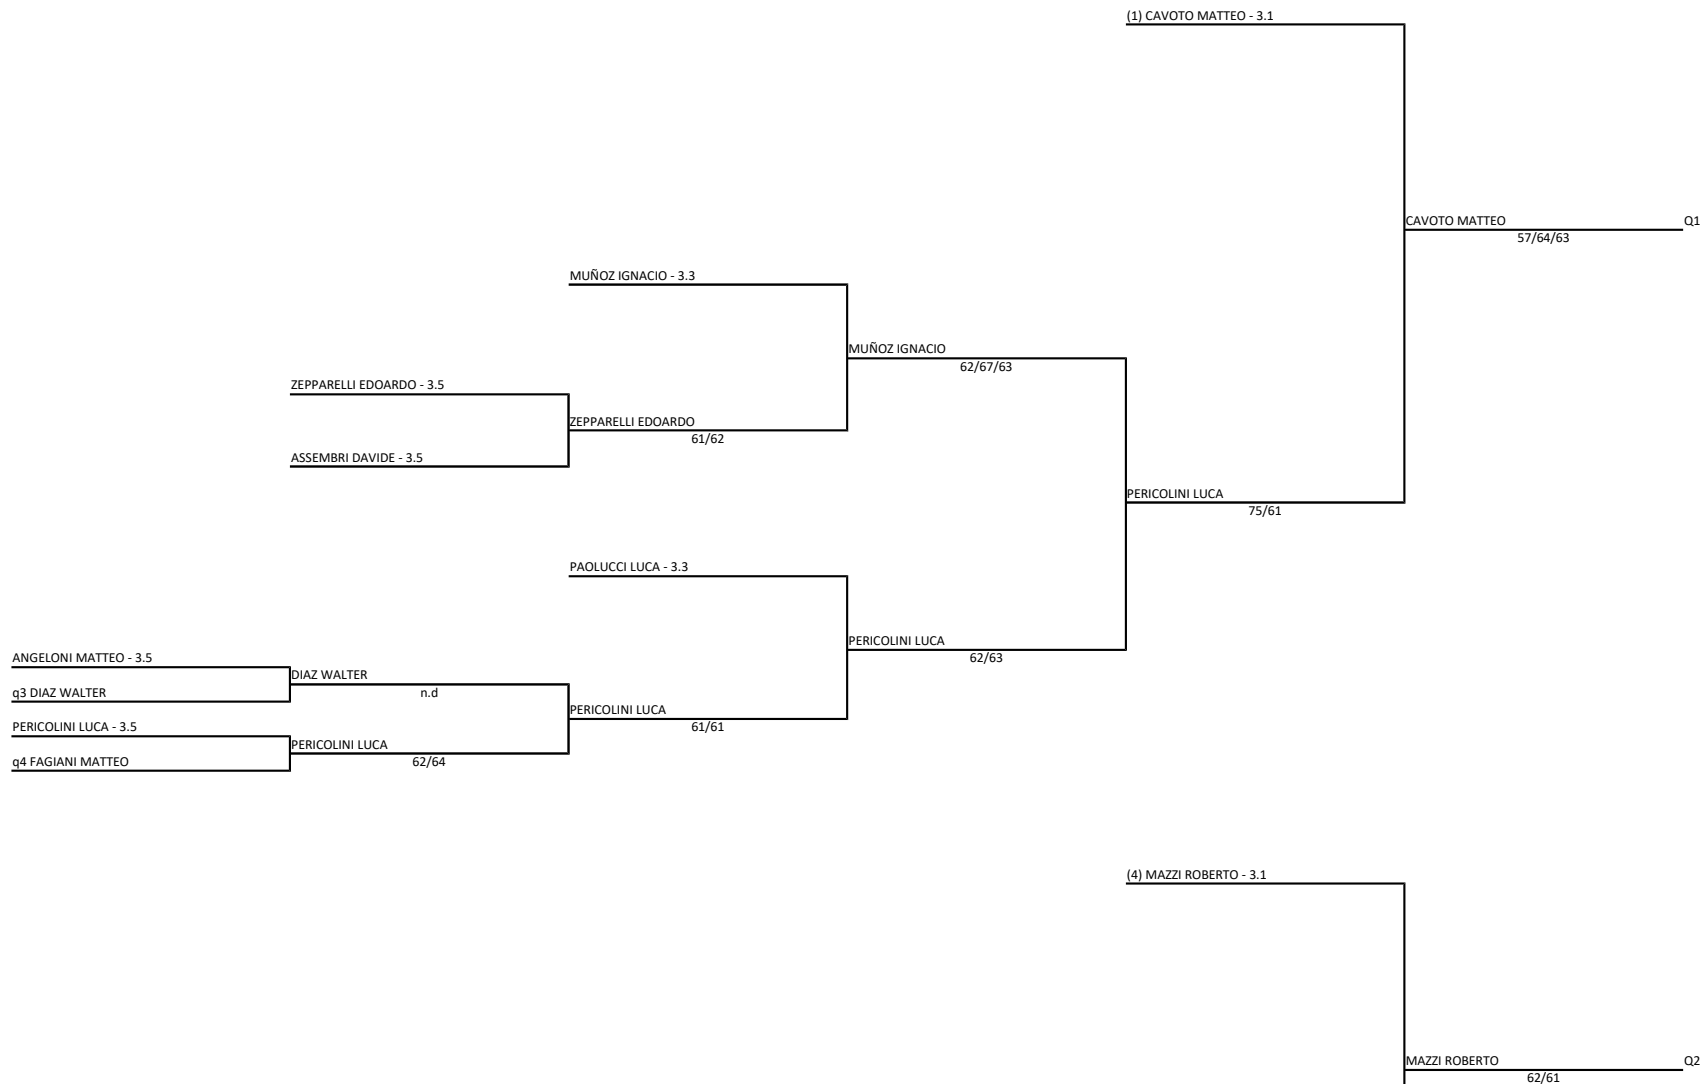 (1) CAVOTO MATTEO - 3.1
CAVOTO MATTEO
Q1
57/64/63
MUÑOZ IGNACIO - 3.3
MUÑOZ IGNACIO
62/67/63
ZEPPARELLI EDOARDO - 3.5
ZEPPARELLI EDOARDO
61/62
ASSEMBRI DAVIDE - 3.5
PERICOLINI LUCA
75/61
PAOLUCCI LUCA - 3.3
PERICOLINI LUCA
62/63
ANGELONI MATTEO - 3.5
DIAZ WALTER
n.d
q3 DIAZ WALTER
PERICOLINI LUCA
61/61
PERICOLINI LUCA - 3.5
PERICOLINI LUCA
62/64
q4 FAGIANI MATTEO
(4) MAZZI ROBERTO - 3.1
MAZZI ROBERTO
Q2
62/61